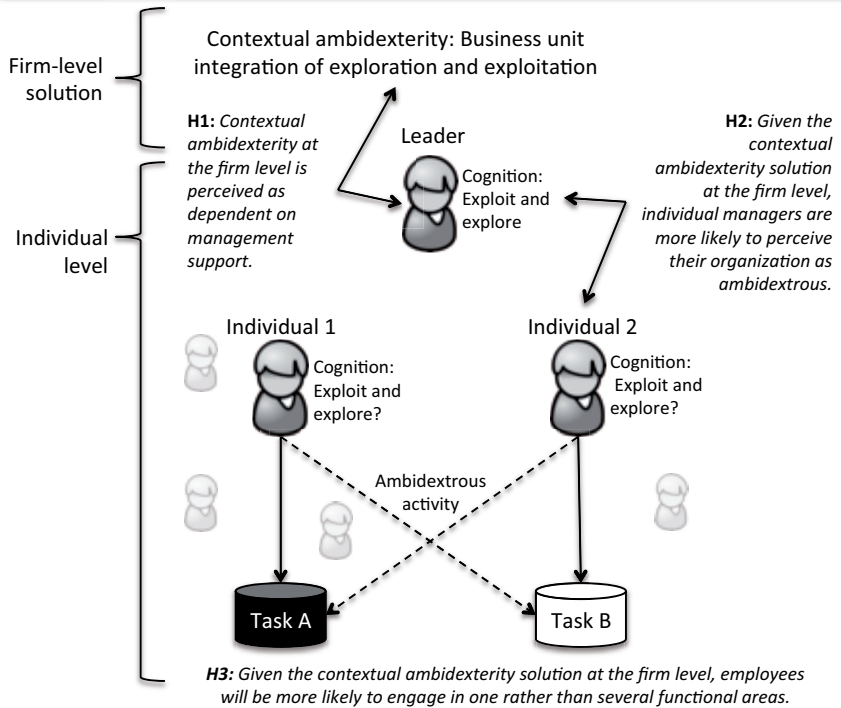 Contextual ambidexterity: Business unit
integration of exploration and exploitation
Firm-level
solution
H1: Contextual
ambidexterity at
the firm level is
perceived as
dependent on
management
support.
Leader
Cognition:
Exploit and
explore
H2: Given the
contextual
ambidexterity solution
at the firm level,
individual managers are
more likely to perceive
their organization as
ambidextrous.
Individual
level
Individual 1
Cognition:
Exploit and
explore?
Individual 2
Cognition:
Exploit and
explore?
Ambidextrous
activity
Task A
Task B
H3: Given the contextual ambidexterity solution at the firm level, employees
will be more likely to engage in one rather than several functional areas.